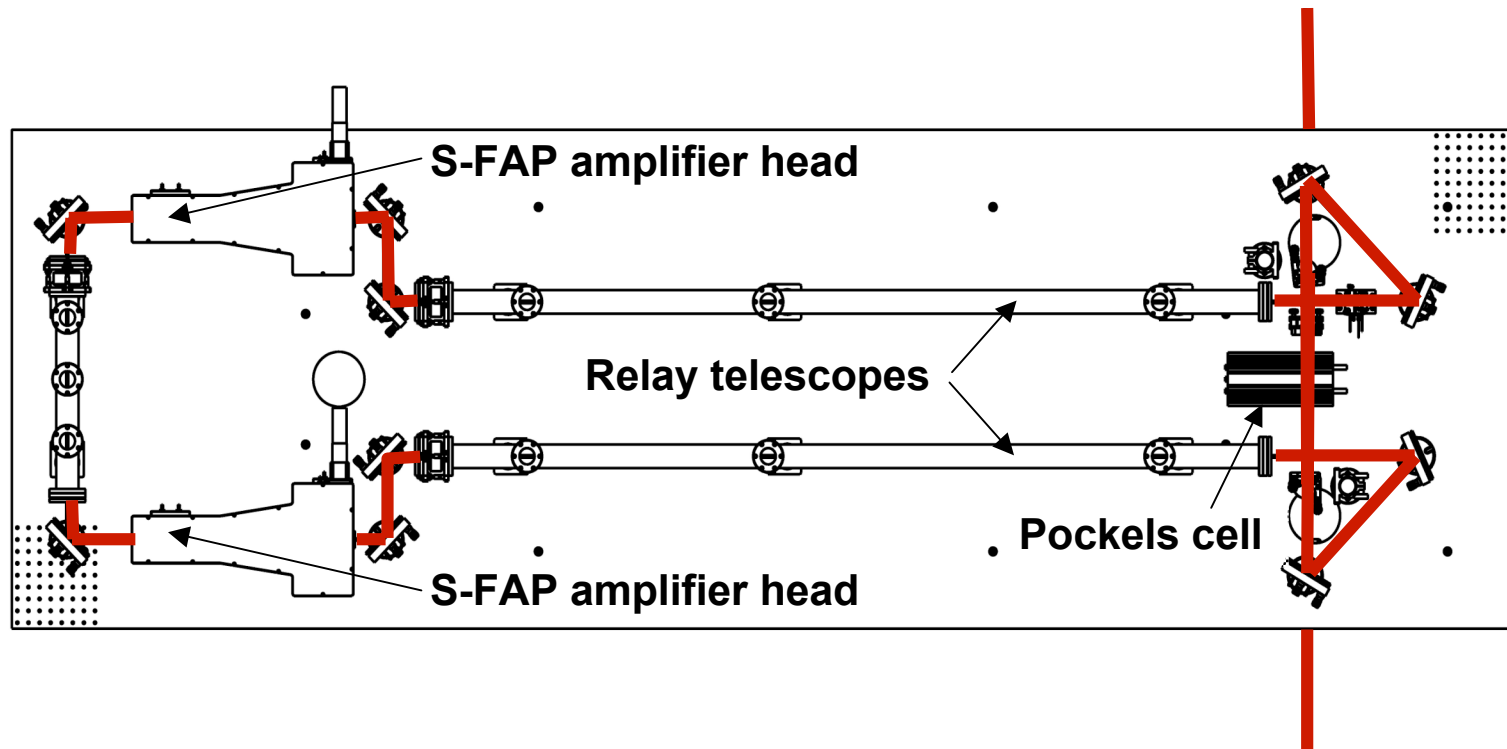 S-FAP amplifier head
Relay telescopes
Pockels cell
S-FAP amplifier head